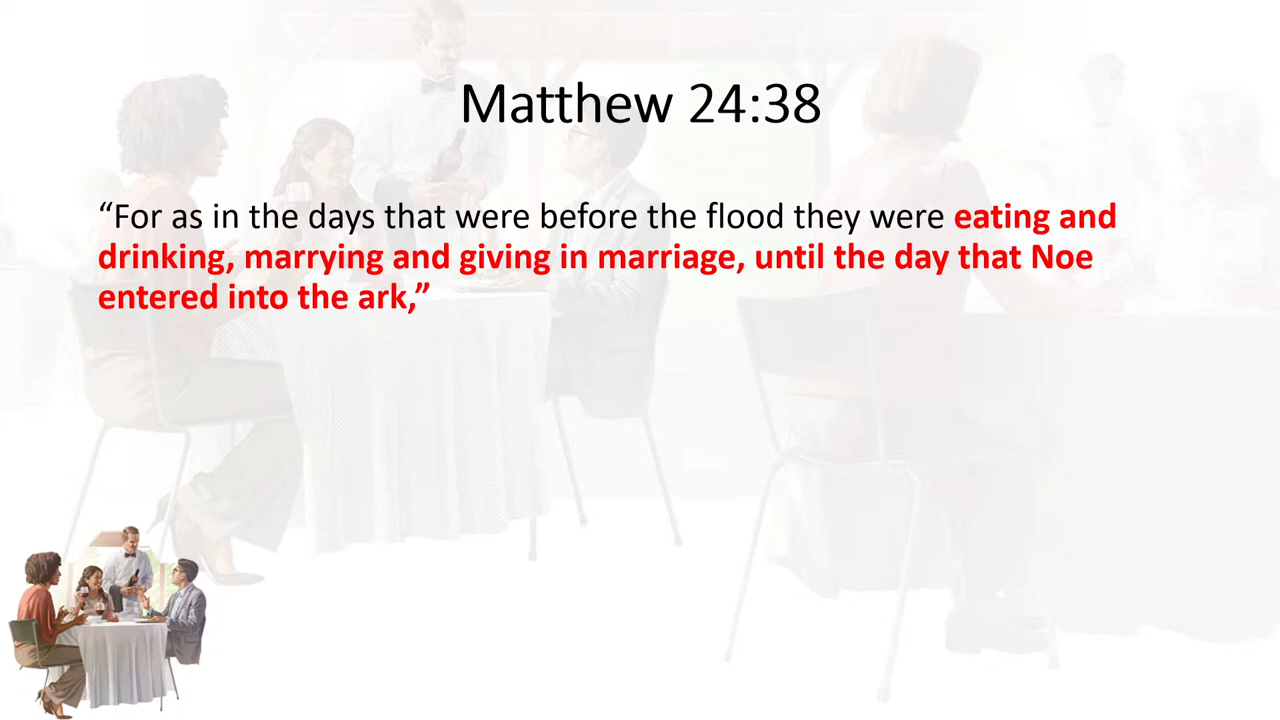 Matthew 24:38
“For as in the days that were before the flood they were eating and
drinking, marrying and giving in marriage, until the day that Noe
entered into the ark,”